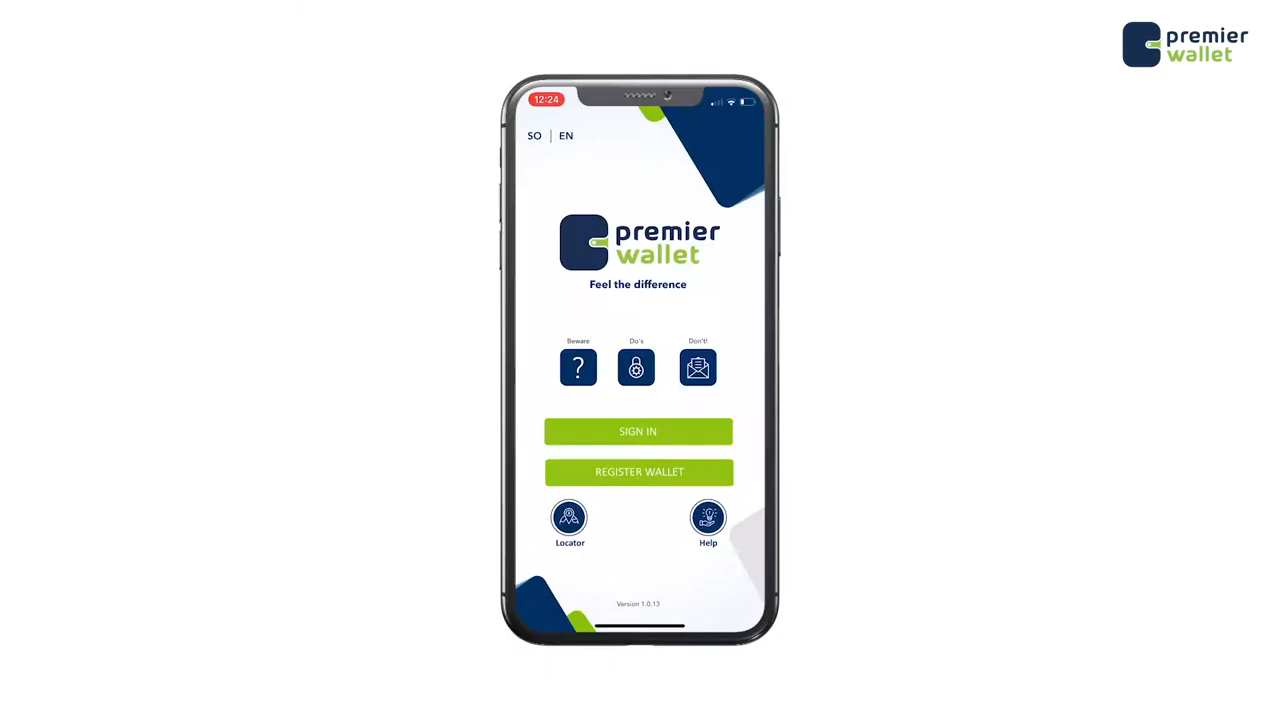 premier
wallet
12:24
SO | EN
premier
wallet
Feel the difference
Beware
Do's
Don't!
?
SIGN IN
REGISTER WALLET
Locator
Help
Version 1.0.13